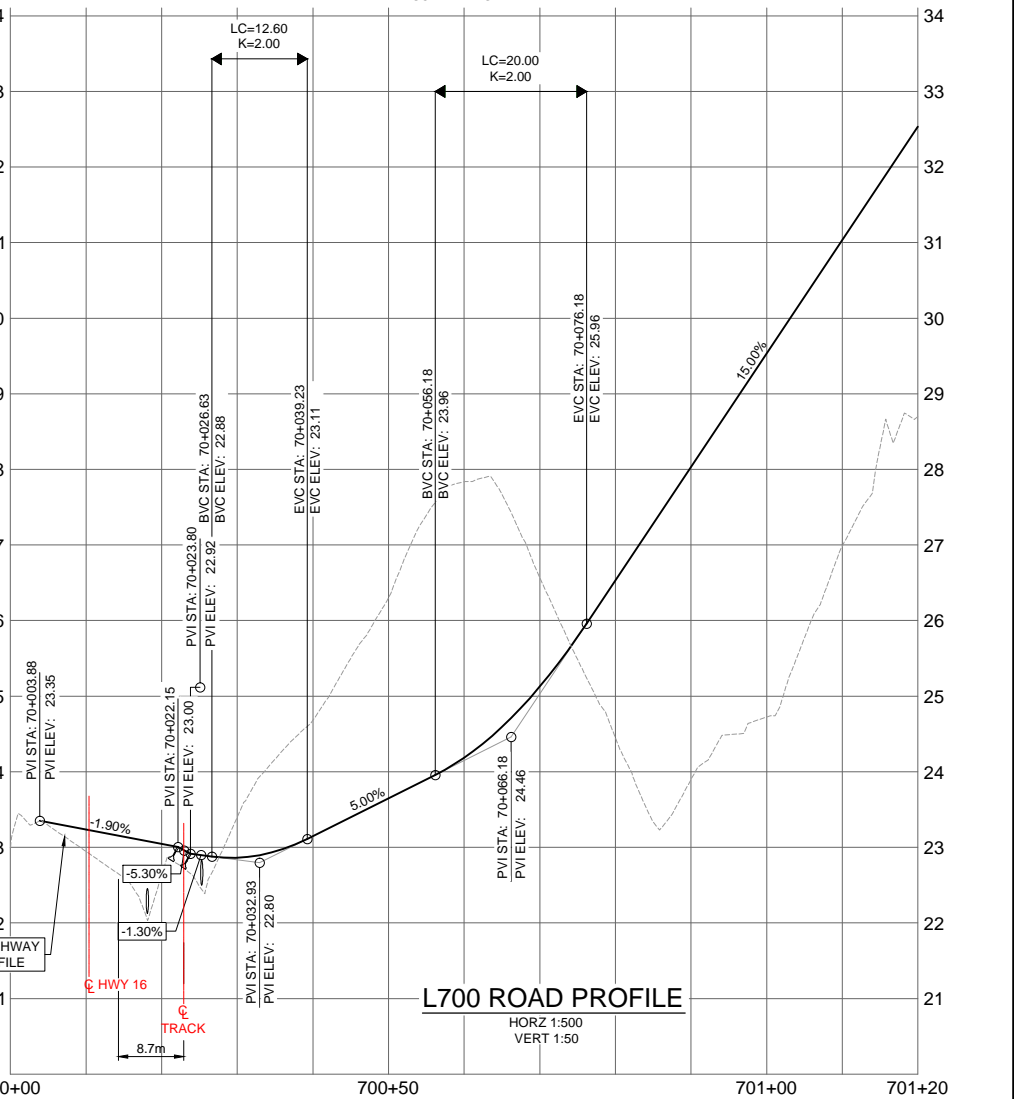 LC=12.60
K=2.00
LC=20.00
K=2.00
34
33
32
31
30
29
28
27
26
25
24
23
22
21
PVI STA: 70+003.88
PVI ELEV: 23.35
PVI STA: 70+022.15
PVI ELEV: 23.00
PVI STA: 70+023.80
PVI ELEV: 22.92
BVC STA: 70+026.63
BVC ELEV: 22.88
EVC STA: 70+039.23
EVC ELEV: 23.11
BVC STA: 70+056.18
BVC ELEV: 23.96
EVC STA: 70+076.18
EVC ELEV: 25.96
PVI STA: 70+032.93
PVI ELEV: 22.80
PVI STA: 70+066.18
PVI ELEV: 24.46
-1.90%
-5.30%
-1.30%
5.00%
15.00%
HWAY
FILE
℄ HWY 16
℄
TRACK
8.7m
L700 ROAD PROFILE
HORZ 1:500
VERT 1:50
0+00
700+50
701+00
701+20